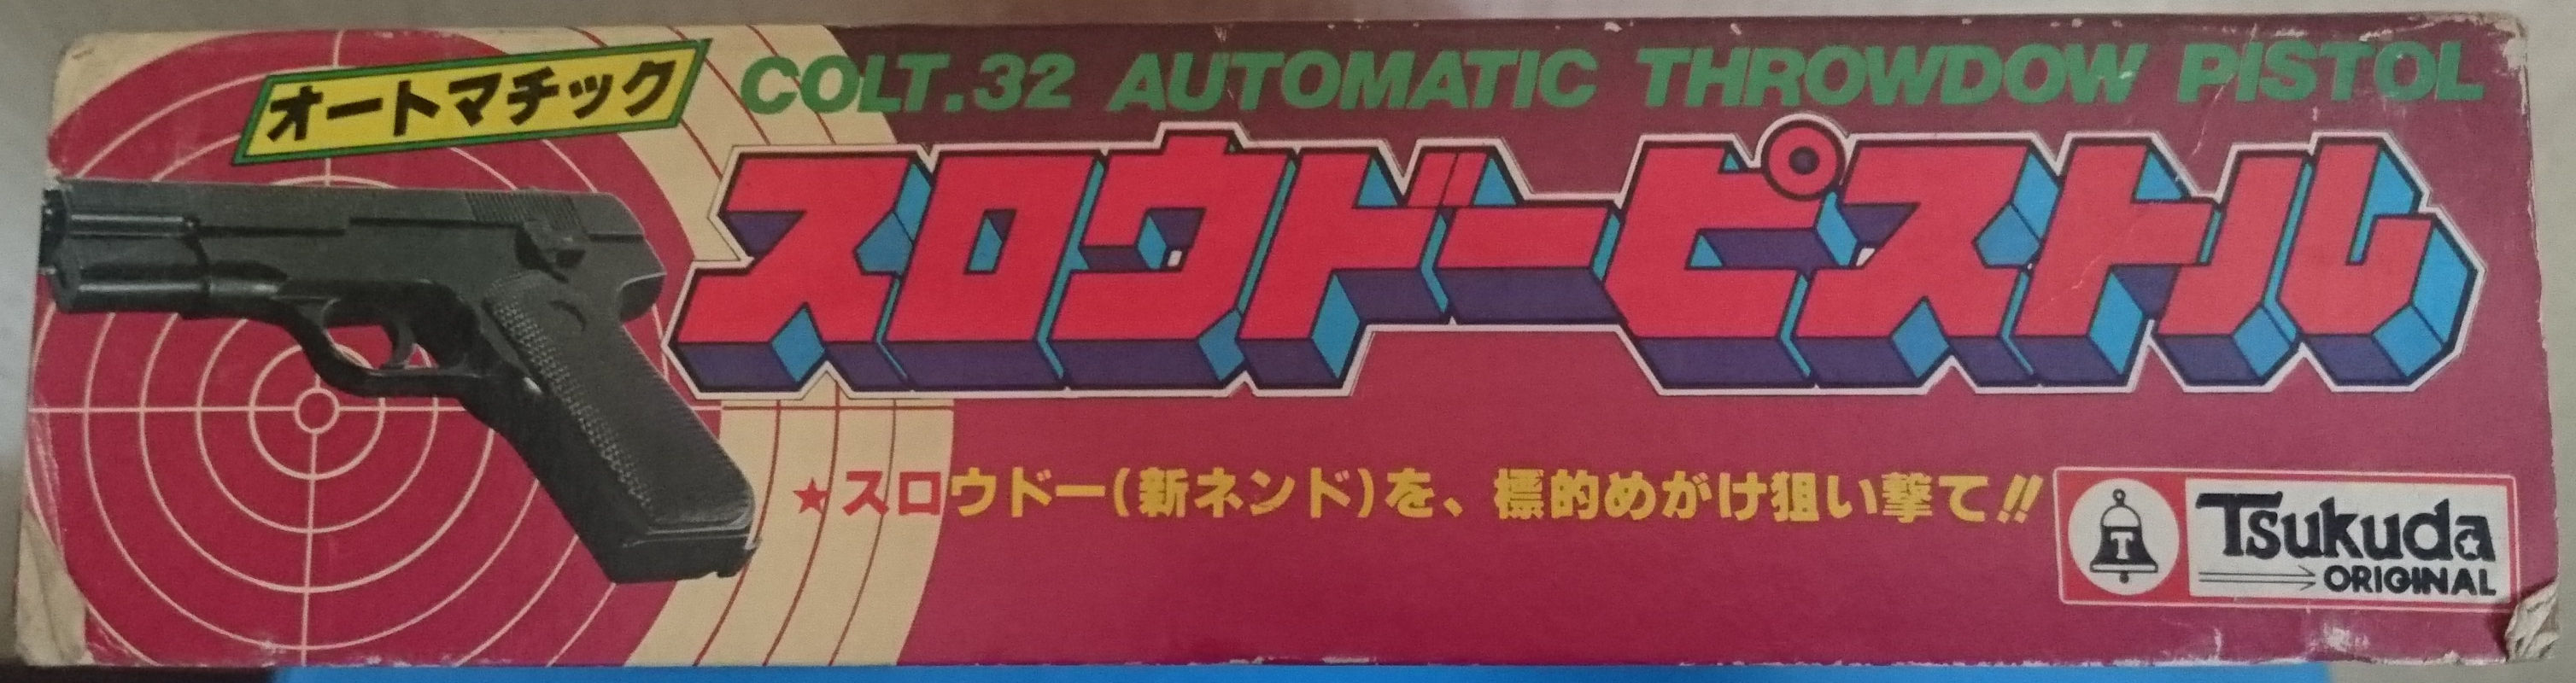 オートマチック
COLT.32 AUTOMATIC THROWDOW PISTOL
スロウドーピストル
★スロウドー(新ネンド)を、標的めがけ狙い撃て!!
T
Tsukuda
ORIGINAL